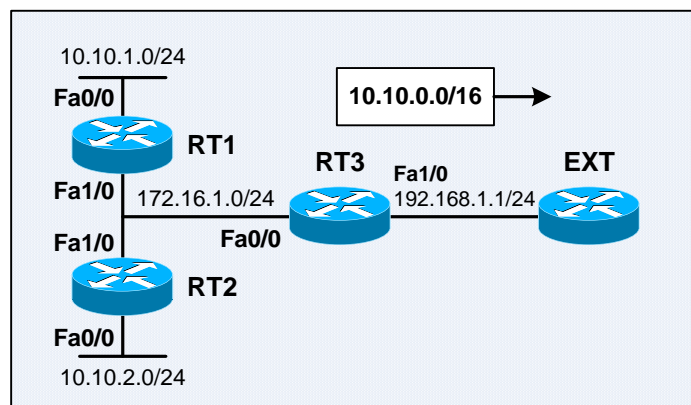 10.10.1.0/24
Fa0/0
RT1
Fa1/0
172.16.1.0/24
Fa1/0
RT2
Fa0/0
10.10.2.0/24
10.10.0.0/16
RT3
Fa0/0
Fa1/0
192.168.1.1/24
EXT